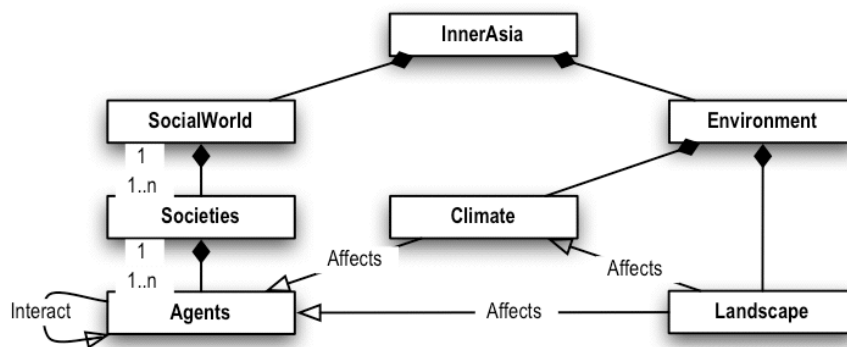 InnerAsia
SocialWorld
Environment
1
1..n
Societies
Climate
1
Affects
Affects
1..n
Interact
Agents
Affects
Landscape